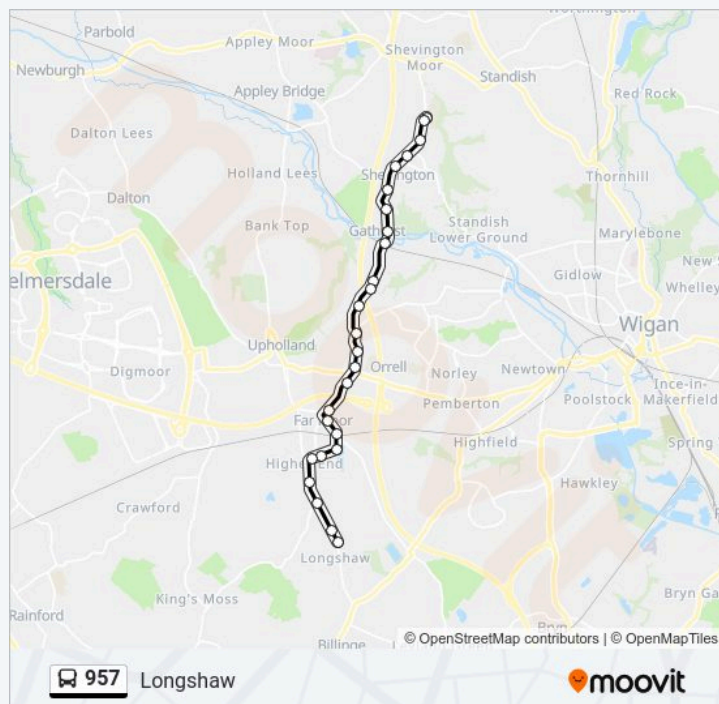 Parbold
Appley Moor
Shevington
Moor
Worthington
Newburgh
Standish
Appley Bridge
Red Rock
Dalton Lees
Holland Lees
Shevington
Thornhill
Dalton
Bank Top
Standish
Lower Ground
Gathurst
Marylebone
elmersdale
Gidlow
New S
Whelley
Wigan
Upholland
Digmoor
Orrell
Norley
Newtown
Ince-in-
Makerfield
Pemberton
Poolstock
Far Moor
Spring
Highfield
Higher End
Hawkley
Crawford
Longshaw
Bryn Ga
King's Moss
Rainford
Bryn
Billinge
© OpenStreetMap contributors | © OpenMapTiles
957 Longshaw
moovit